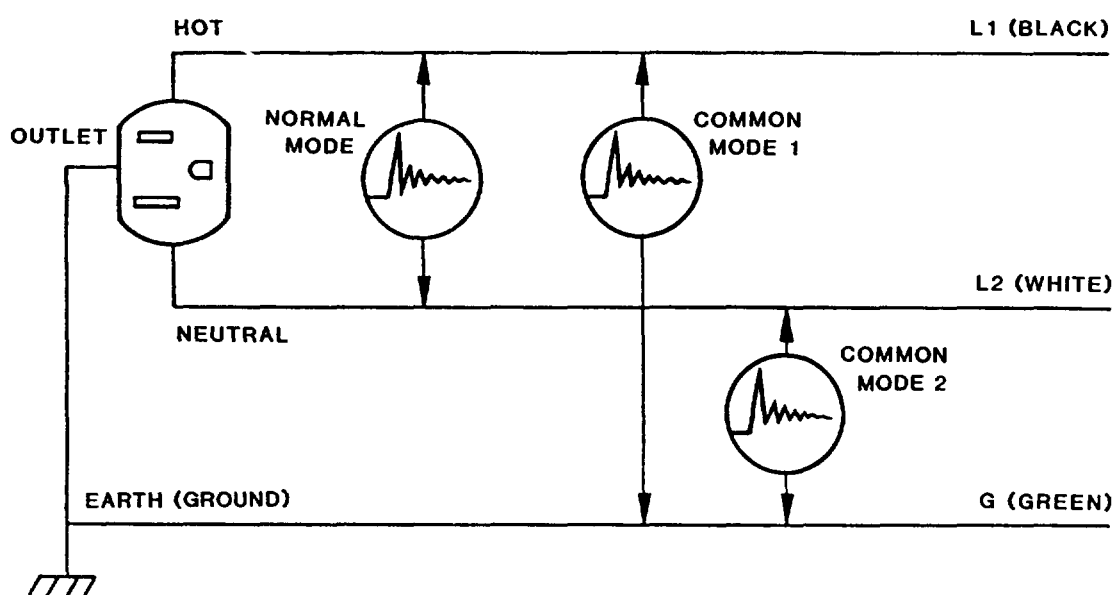 HOT
L1 (BLACK)
OUTLET
NORMAL
MODE
COMMON
MODE 1
L2 (WHITE)
NEUTRAL
COMMON
MODE 2
EARTH (GROUND)
G (GREEN)